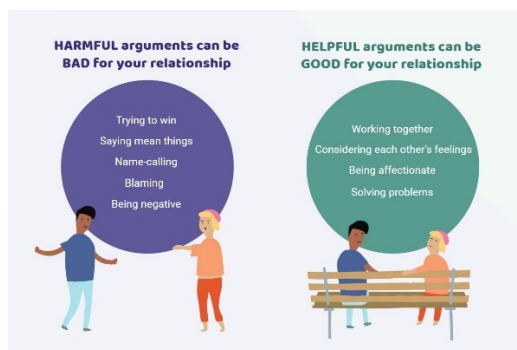 HARMFUL arguments can be
BAD for your relationship
Trying to win
Saying mean things
Name-calling
Blaming
Being negative
HELPFUL arguments can be
GOOD for your relationship
Working together
Considering each other's feelings
Being affectionate
Solving problems